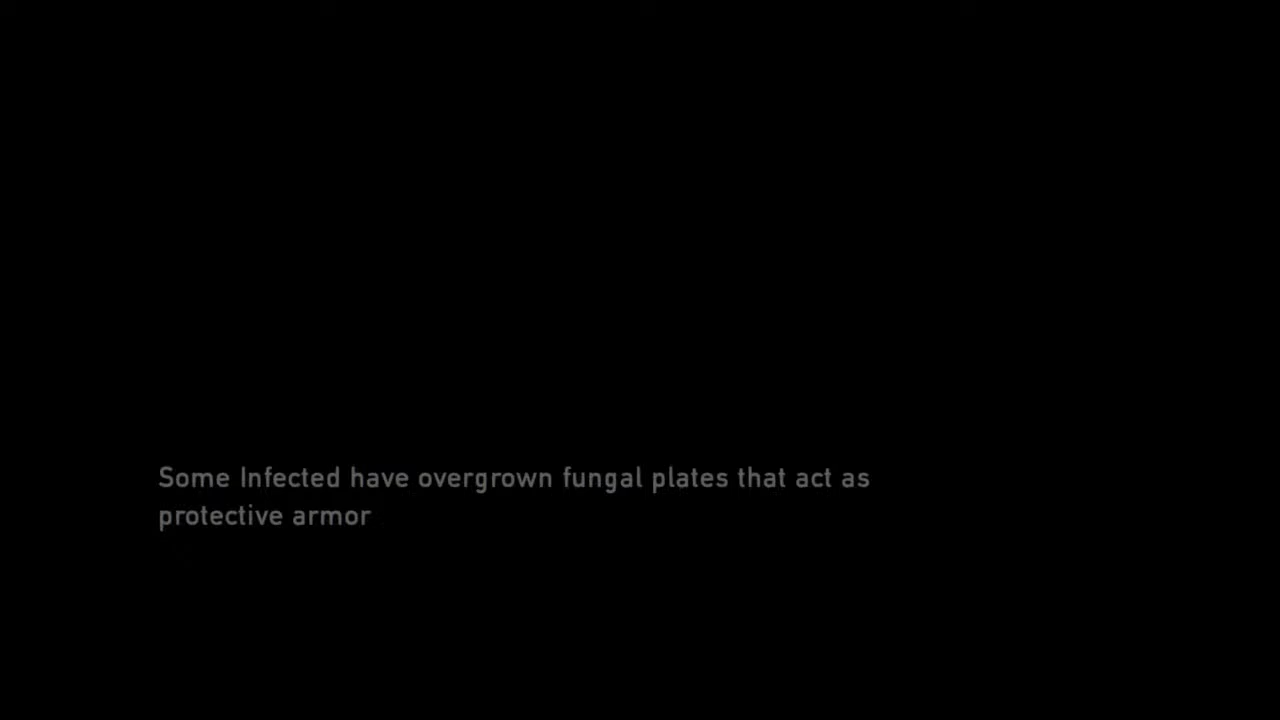 Some Infected have overgrown fungal plates that act as
protective armor